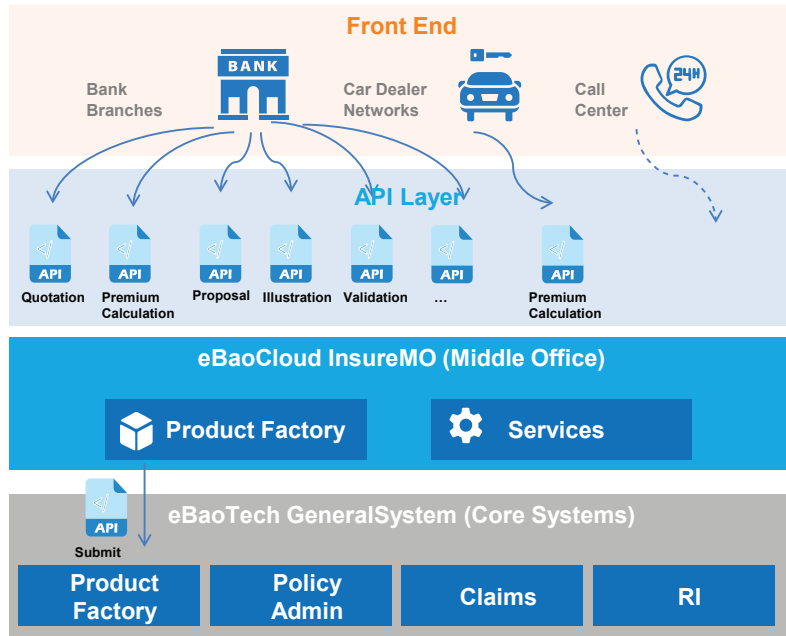 Front End
Bank
Branches
BANK
Car Dealer
Networks
Call
Center
24H
API Layer
API
API
API
API
API
API
API
Quotation
Premium
Calculation
Proposal
Illustration
Validation
...
Premium
Calculation
eBaoCloud InsureMO (Middle Office)
Product Factory
Services
API
Submit
eBaoTech GeneralSystem (Core Systems)
Product
Factory
Policy
Admin
Claims
RI